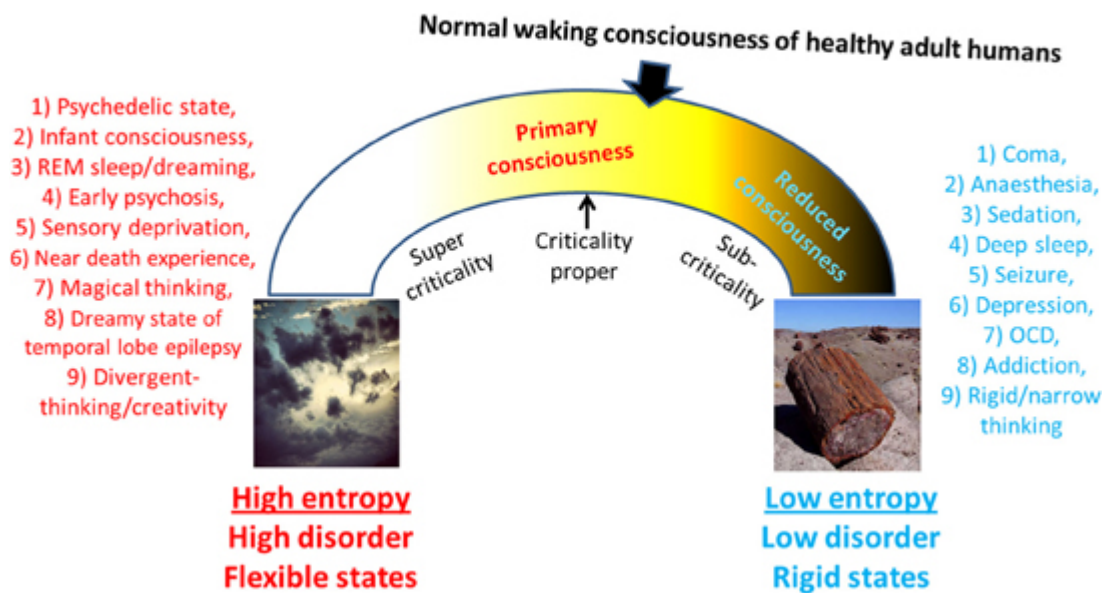 Normal waking consciousness of healthy adult humans
1) Psychedelic state,
2) Infant consciousness,
3) REM sleep/dreaming,
4) Early psychosis,
5) Sensory deprivation,
6) Near death experience,
7) Magical thinking,
8) Dreamy state of
temporal lobe epilepsy
9) Divergent-
thinking/creativity
Primary
consciousness
Reduced
consciousness
Super
criticality
Criticality
proper
Sub-
criticality
1) Coma,
2) Anaesthesia,
3) Sedation,
4) Deep sleep,
5) Seizure,
6) Depression,
7) OCD,
8) Addiction,
9) Rigid/narrow
thinking
High entropy
High disorder
Flexible states
Low entropy
Low disorder
Rigid states